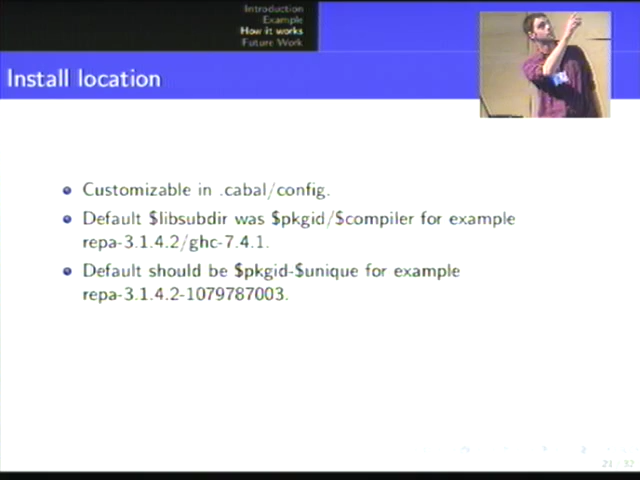 Introduction
Example
How it works
Future Work
Install location
Customizable in .cabal/config.
Default $libsubdir was $pkgid/$compiler for example
repa-3.1.4.2/ghc-7.4.1.
Default should be $pkgid-$unique for example
repa-3.1.4.2-1079787003.
21 32